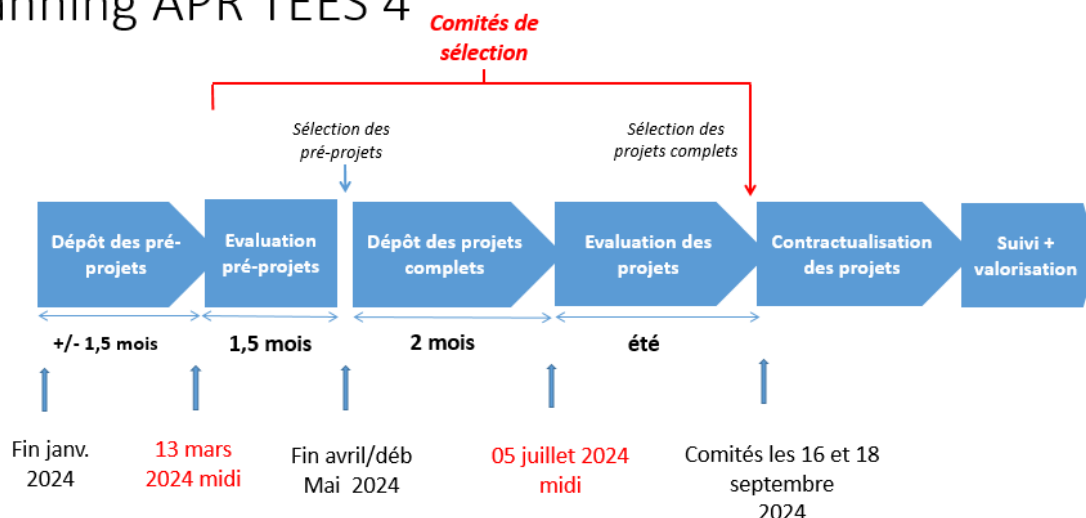 nning APR TEES 4
Comités de
sélection
Sélection des
pré-projets
Sélection des
projets complets
Dépôt des pré-
projets
Evaluation
pré-projets
Dépôt des projets
complets
Evaluation des
projets
Contractualisation
des projets
Suivi +
valorisation
+/- 1,5 mois
1,5 mois
2 mois
été
Fin janv.
2024
13 mars
2024 midi
Fin avril/déb
Mai 2024
05 juillet 2024
midi
Comités les 16 et 18
septembre
2024